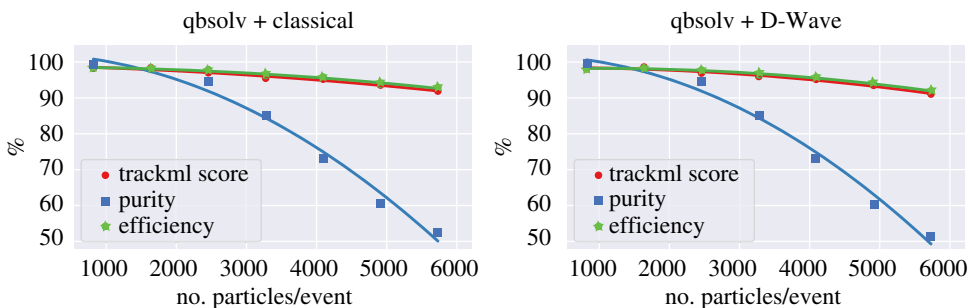 qbsolv + classical
100
90
80
70
60
50
%
trackml score
purity
efficiency
1000 2000 3000 4000 5000 6000
no. particles/event
qbsolv + D-Wave
100
90
80
70
60
50
%
trackml score
purity
efficiency
1000 2000 3000 4000 5000 6000
no. particles/event